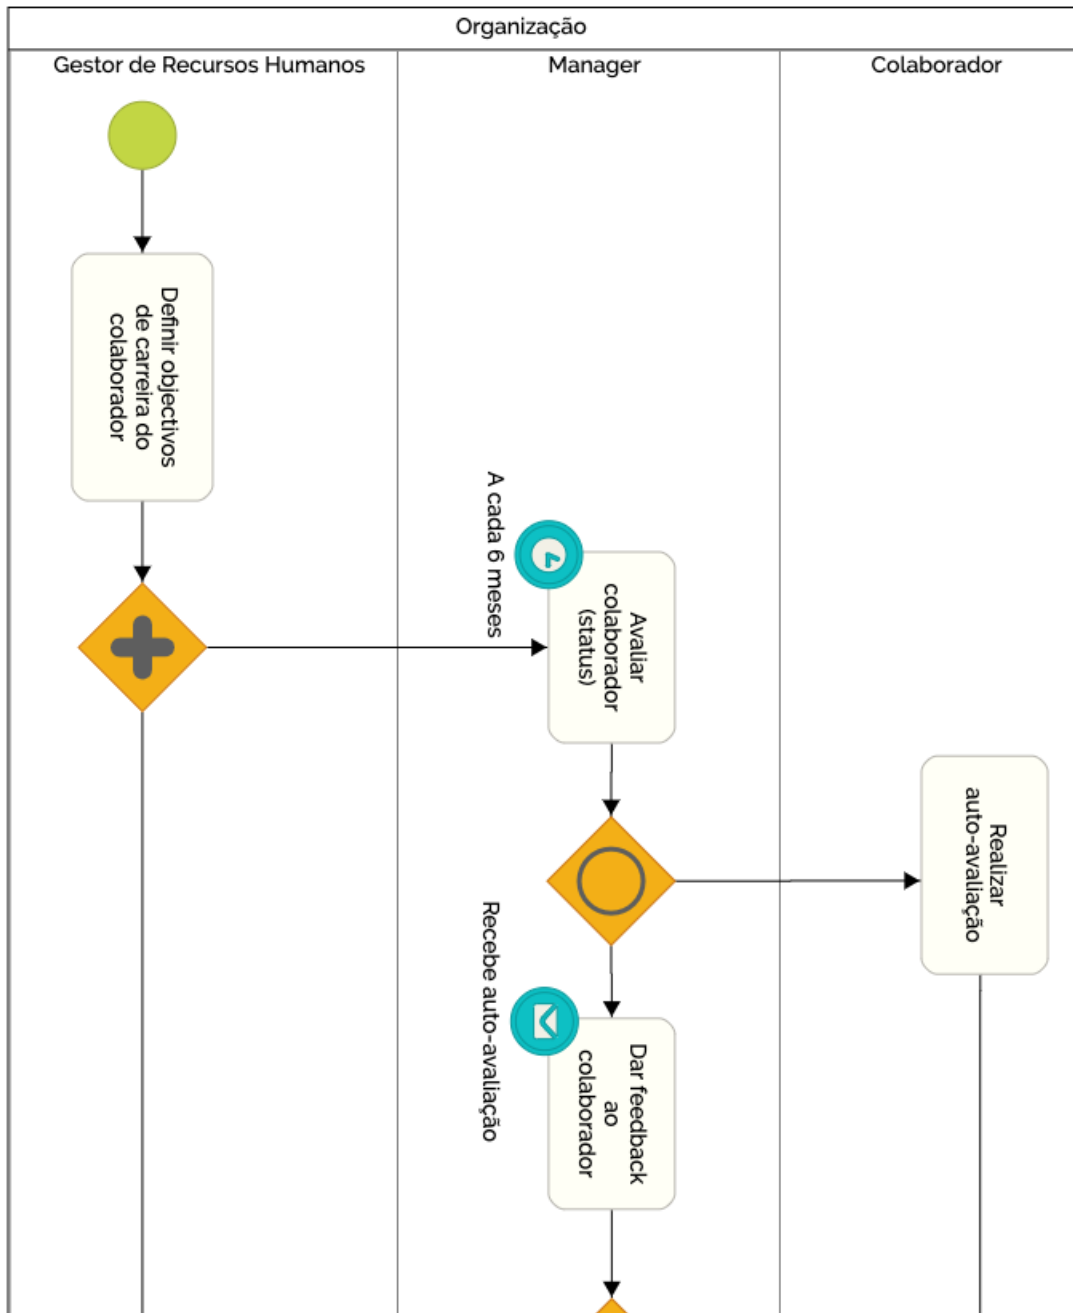 Organização
Gestor de Recursos Humanos
Manager
Colaborador
Definir objectivos
de carreira do
colaborador
A cada 6 meses
Avaliar
colaborador
(status)
Realizar
auto-avaliação
Recebe auto-avaliação
Dar feedback
ao
colaborador